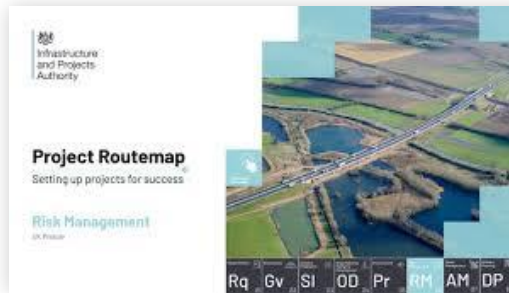 Infrastructure
and Projects
Authority
Project Routemap
Setting up projects for success
Risk Management
Rq Gv SI OD Pr RM AM DP